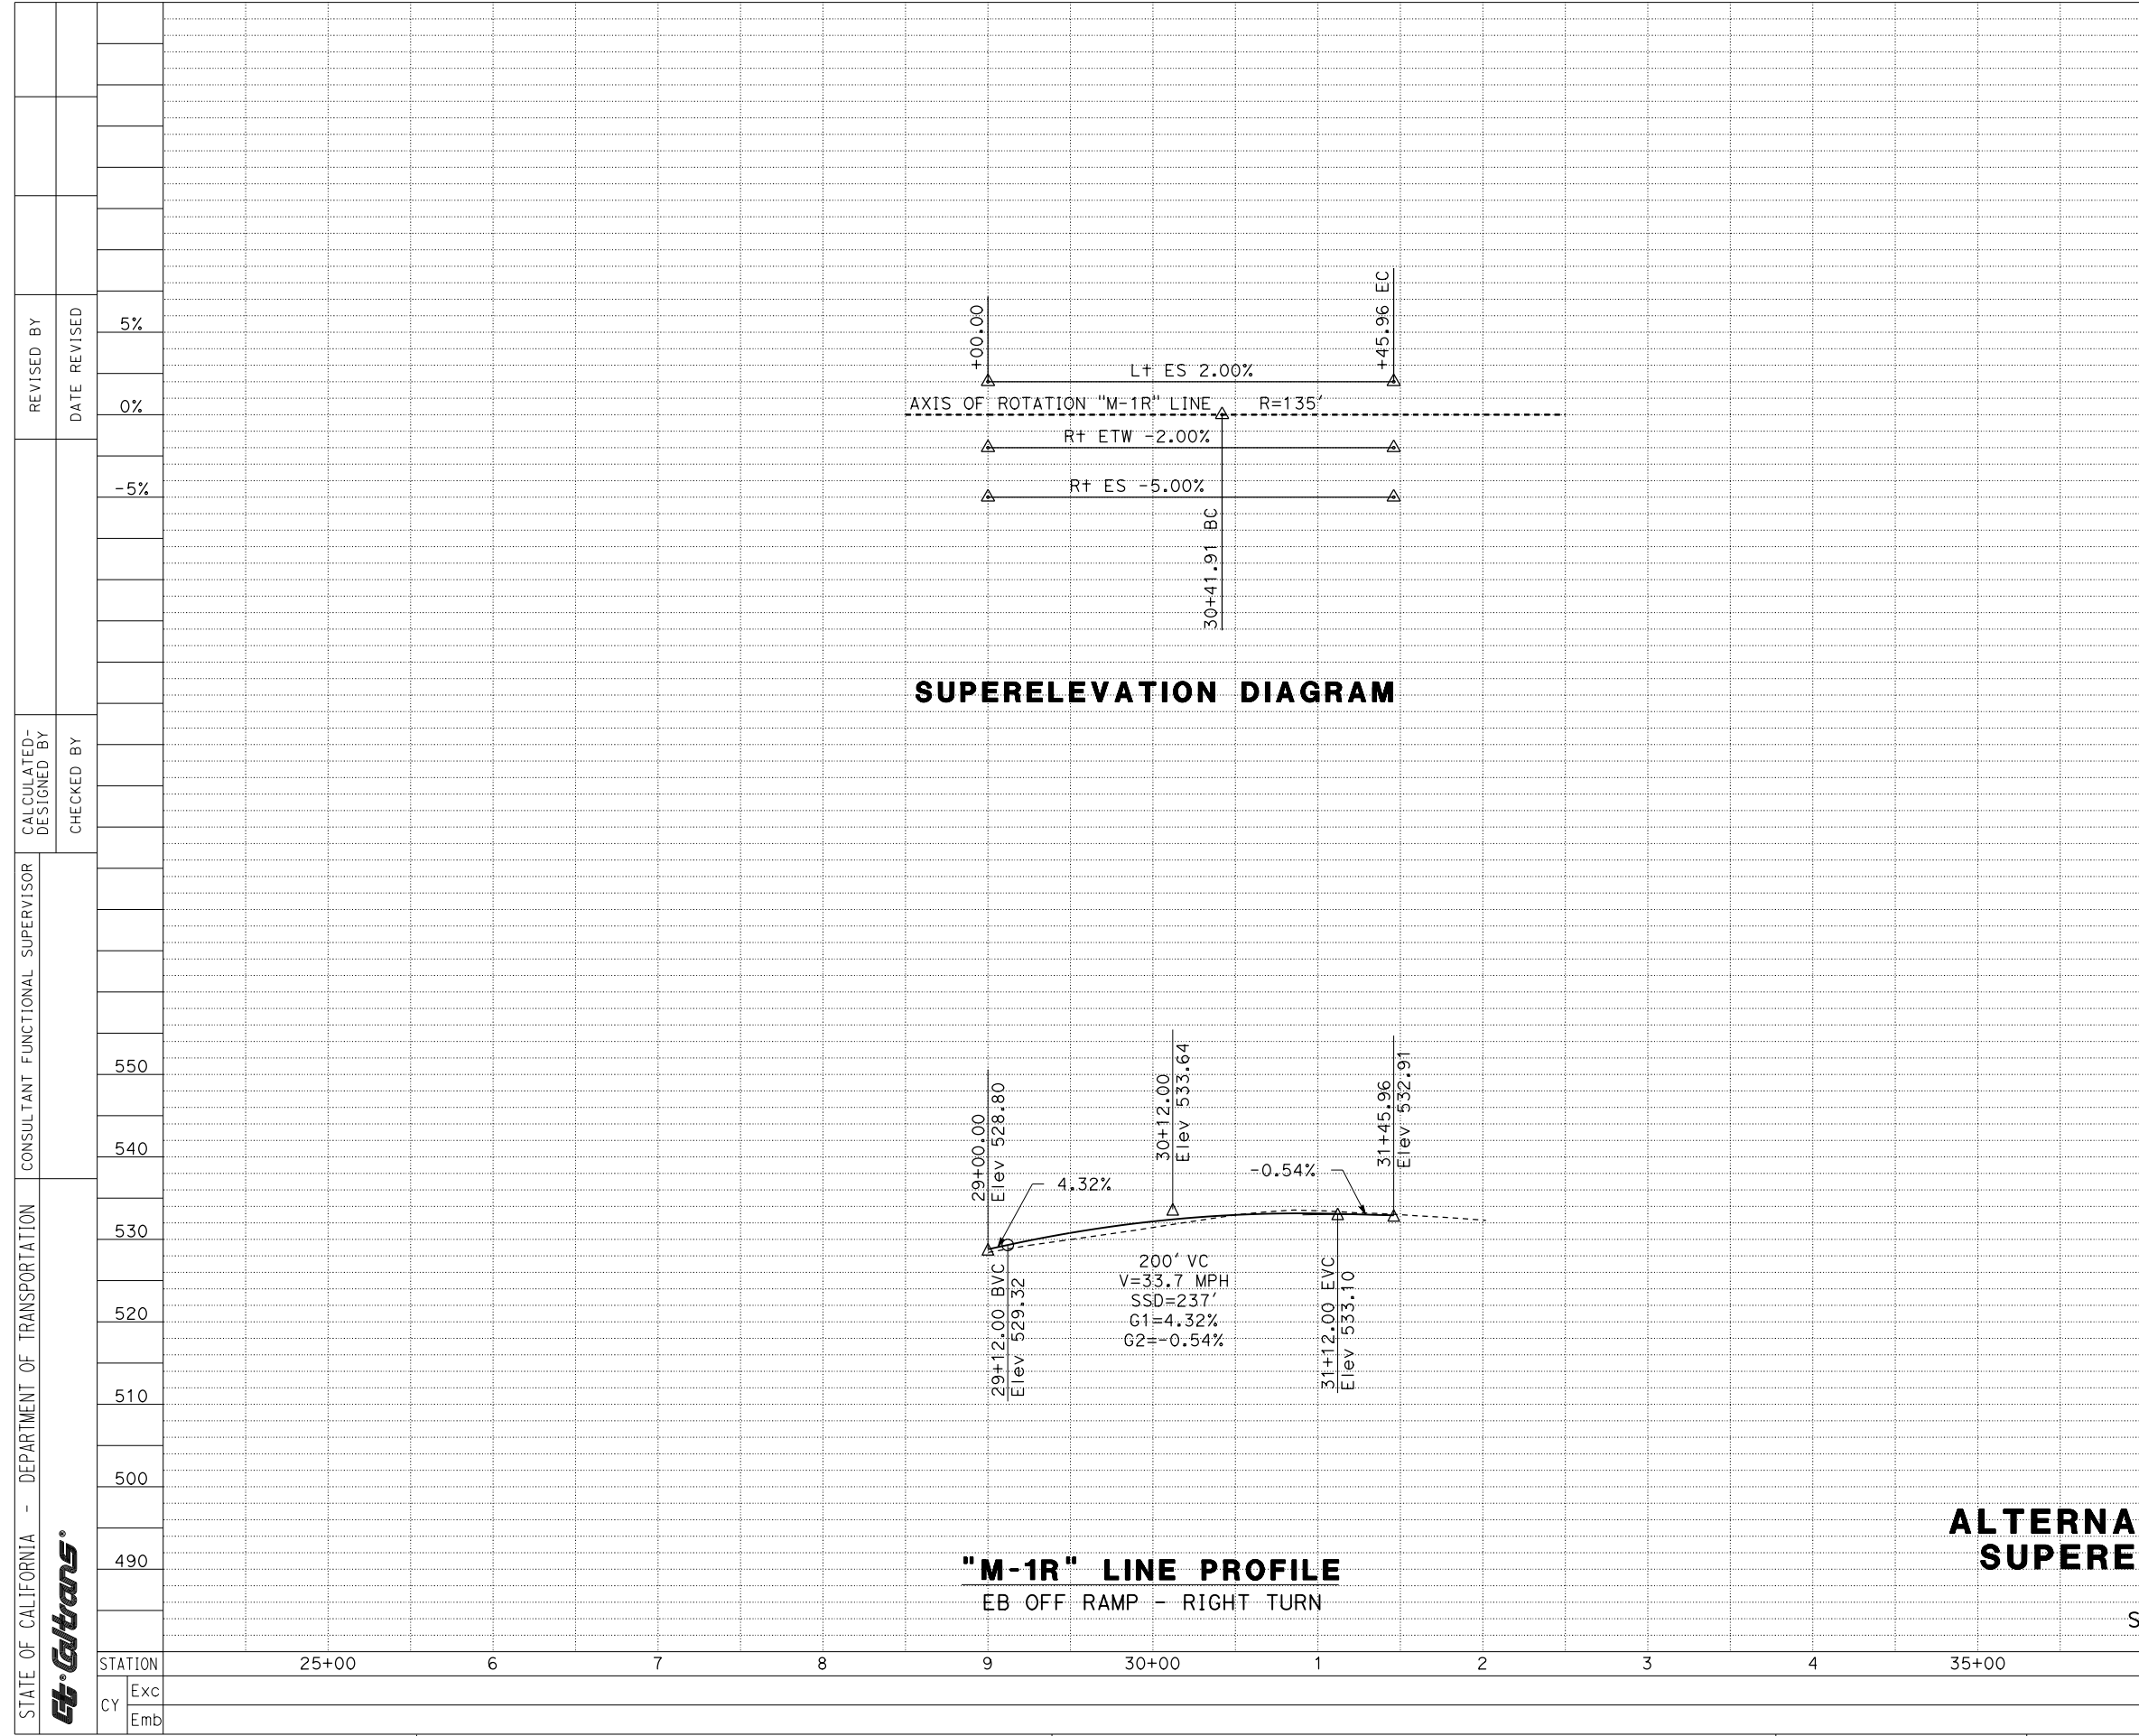 REVISED BY
DATE REVISED
CALCULATED-
DESIGNED BY
CHECKED BY
CONSULTANT FUNCTIONAL SUPERVISOR
STATE OF CALIFORNIA - DEPARTMENT OF TRANSPORTATION
Caltrans®
5%
0%
-5%
+00.00
+45.96 EC
Lt ES 2.00%
AXIS OF ROTATION "M-1R" LINE
R=135'
Rt ETW -2.00%
Rt ES -5.00%
30+41.91 BC
SUPERELEVATION DIAGRAM
550
540
530
520
510
500
490
29+00.00
Elev 528.80
4.32%
30+12.00
Elev 533.64
-0.54%
31+45.96
Elev 532.91
29+12.00 BVC
Elev 529.32
200' VC
V=33.7 MPH
SSD=237'
G1=4.32%
G2=-0.54%
31+12.00 EVC
Elev 533.10
"M-1R" LINE PROFILE
EB OFF RAMP - RIGHT TURN
ALTERNA
SUPERE
S
STATION
25+00 6 7 8 9 30+00 1 2 3 4 35+00
CY
Exc
Emb